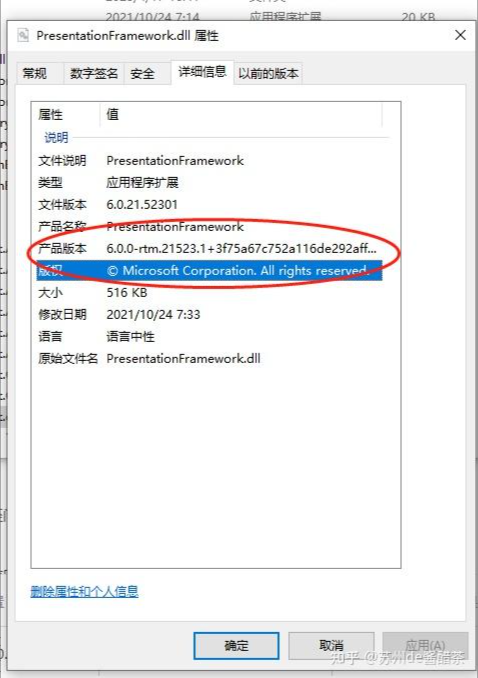 2021/10/24 7:14 应用程序扩展 20 KB
PresentationFramework.dll 属性
常规 数字签名 安全 详细信息 以前的版本
属性 值
说明
文件说明 PresentationFramework
类型 应用程序扩展
文件版本 6.0.21.52301
产品名称 PresentationFramework
产品版本 6.0.0-rtm.21523.1+3f75a67c752a116de292aff...
版权 © Microsoft Corporation. All rights reserved.
大小 516 KB
修改日期 2021/10/24 7:33
语言 语言中性
原始文件名 PresentationFramework.dll
删除属性和个人信息
确定 取消 应用(A)
知乎 @苏州de酱醋茶